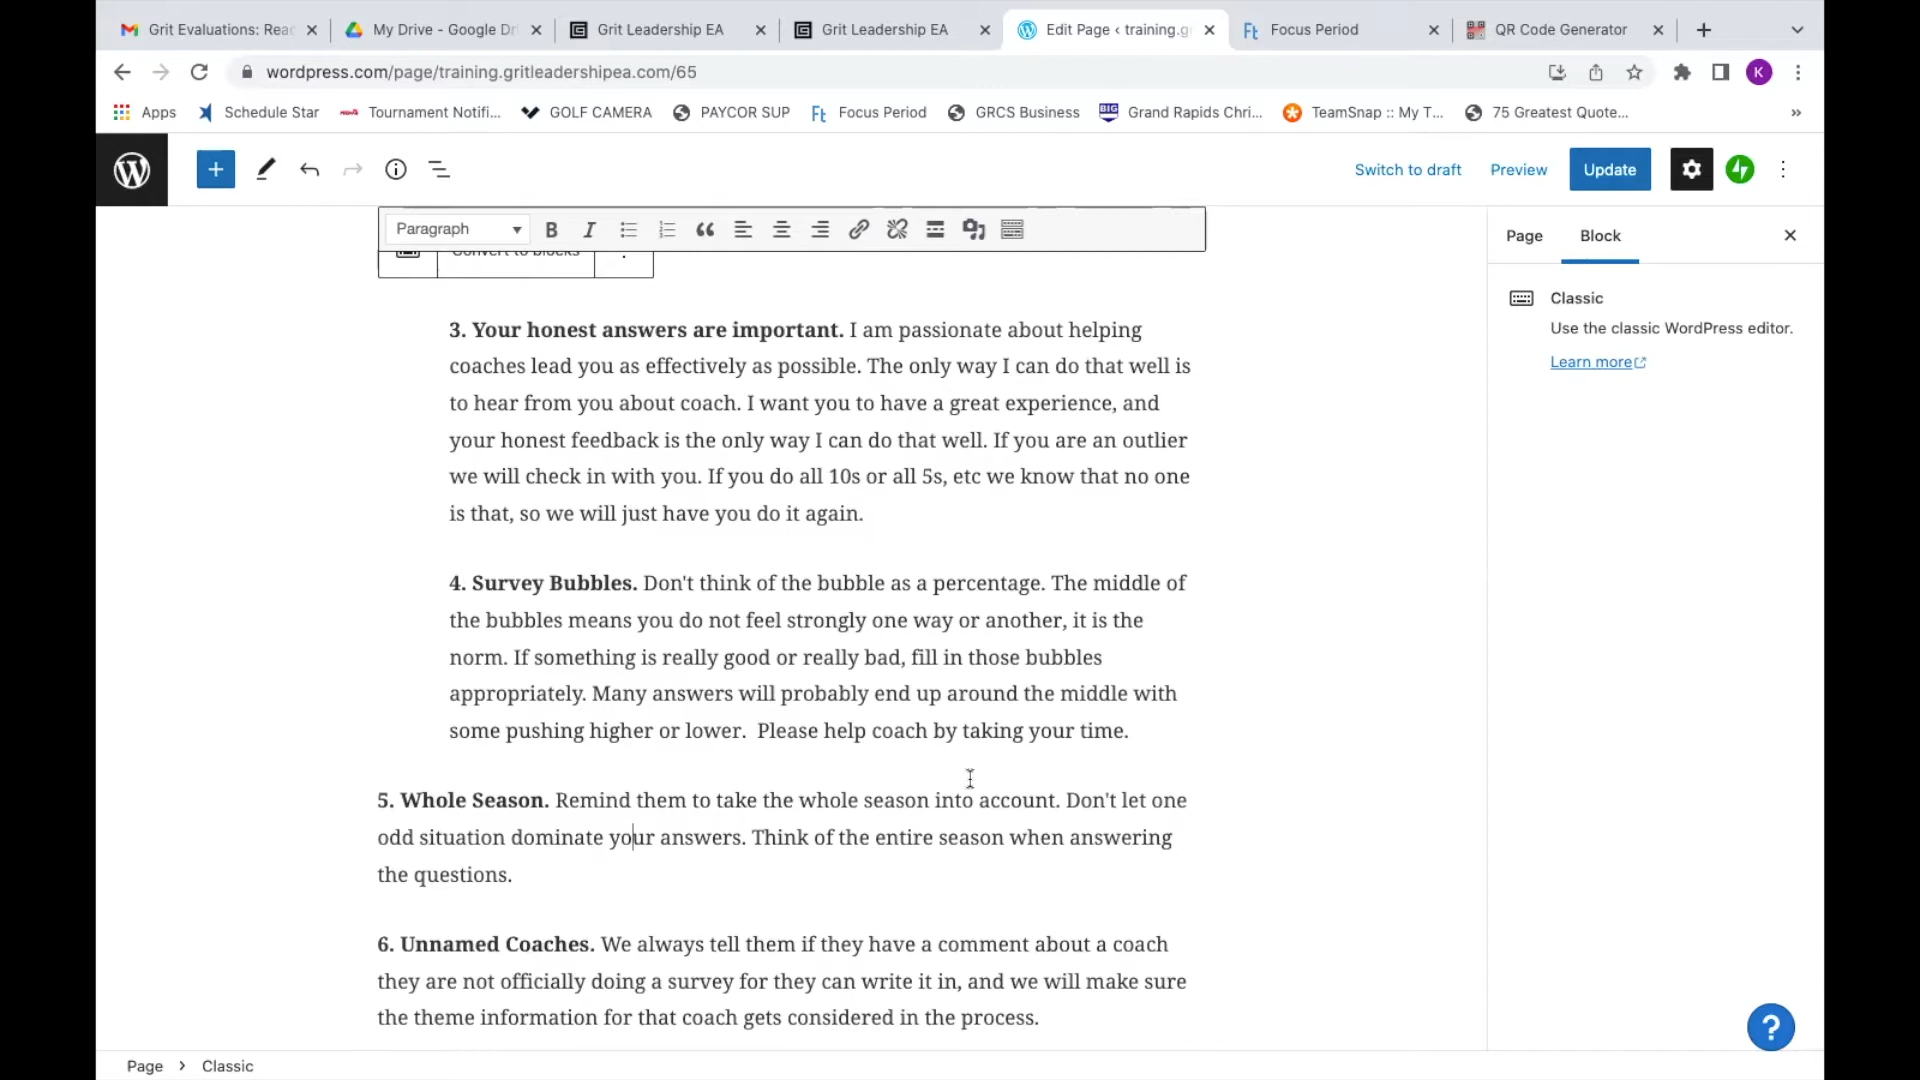 Grit Evaluations: Rea
My Drive - Google Dr
Grit Leadership EA
Grit Leadership EA
Edit Page ‹ training.g
Focus Period
QR Code Generator
wordpress.com/page/training.gritleadershipea.com/65
K
Apps
Schedule Star
Tournament Notifi...
GOLF CAMERA
PAYCOR SUP
Focus Period
GRCS Business
Grand Rapids Chri...
TeamSnap :: My T...
75 Greatest Quote...
»
Switch to draft
Preview
Update
Paragraph
B
I
Convert to blocks
Page
Block
Classic
Use the classic WordPress editor.
Learn more
3. Your honest answers are important. I am passionate about helping
coaches lead you as effectively as possible. The only way I can do that well is
to hear from you about coach. I want you to have a great experience, and
your honest feedback is the only way I can do that well. If you are an outlier
we will check in with you. If you do all 10s or all 5s, etc we know that no one
is that, so we will just have you do it again.
4. Survey Bubbles. Don't think of the bubble as a percentage. The middle of
the bubbles means you do not feel strongly one way or another, it is the
norm. If something is really good or really bad, fill in those bubbles
appropriately. Many answers will probably end up around the middle with
some pushing higher or lower.  Please help coach by taking your time.
5. Whole Season. Remind them to take the whole season into account. Don't let one
odd situation dominate your answers. Think of the entire season when answering
the questions.
6. Unnamed Coaches. We always tell them if they have a comment about a coach
they are not officially doing a survey for they can write it in, and we will make sure
the theme information for that coach gets considered in the process.
?
Page
Classic